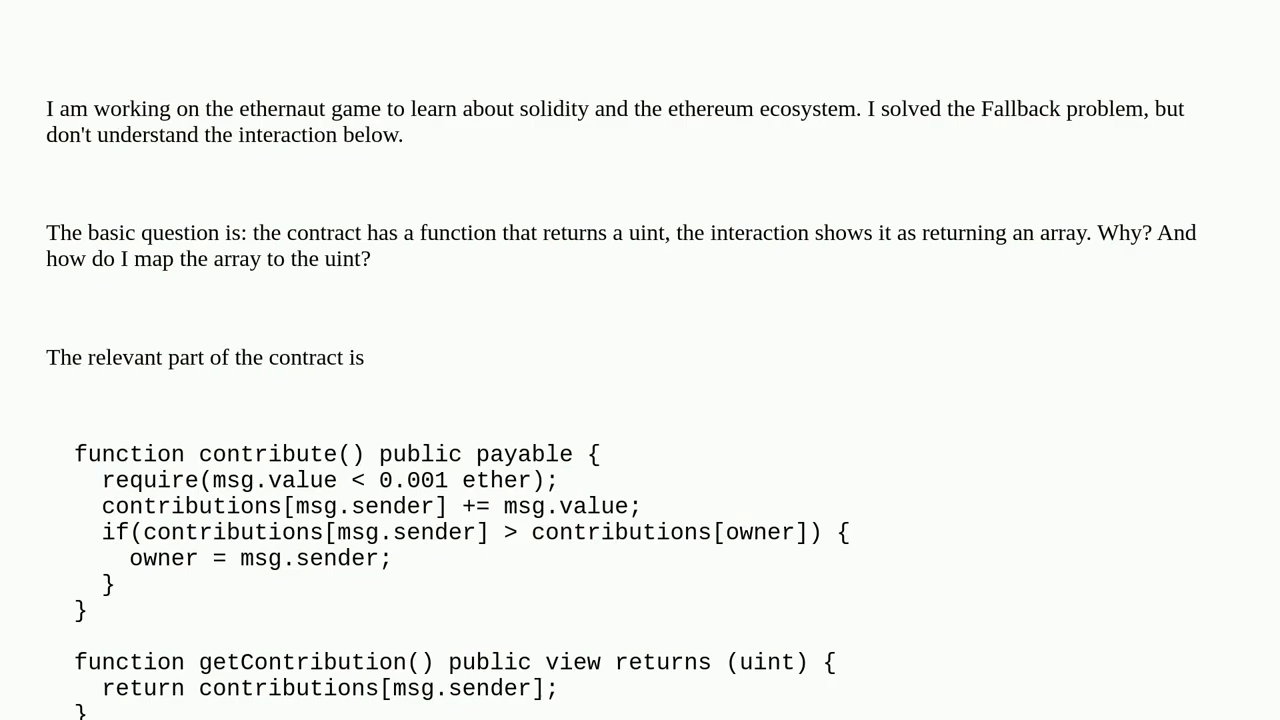 I am working on the ethernaut game to learn about solidity and the ethereum ecosystem. I solved the Fallback problem, but
don't understand the interaction below.
The basic question is: the contract has a function that returns a uint, the interaction shows it as returning an array. Why? And
how do I map the array to the uint?
The relevant part of the contract is
function contribute() public payable {
require(msg.value < 0.001 ether);
contributions[msg.sender] += msg.value;
if(contributions[msg.sender] > contributions[owner]) {
owner = msg.sender;
}
}
function getContribution() public view returns (uint) {
return contributions[msg.sender];
}